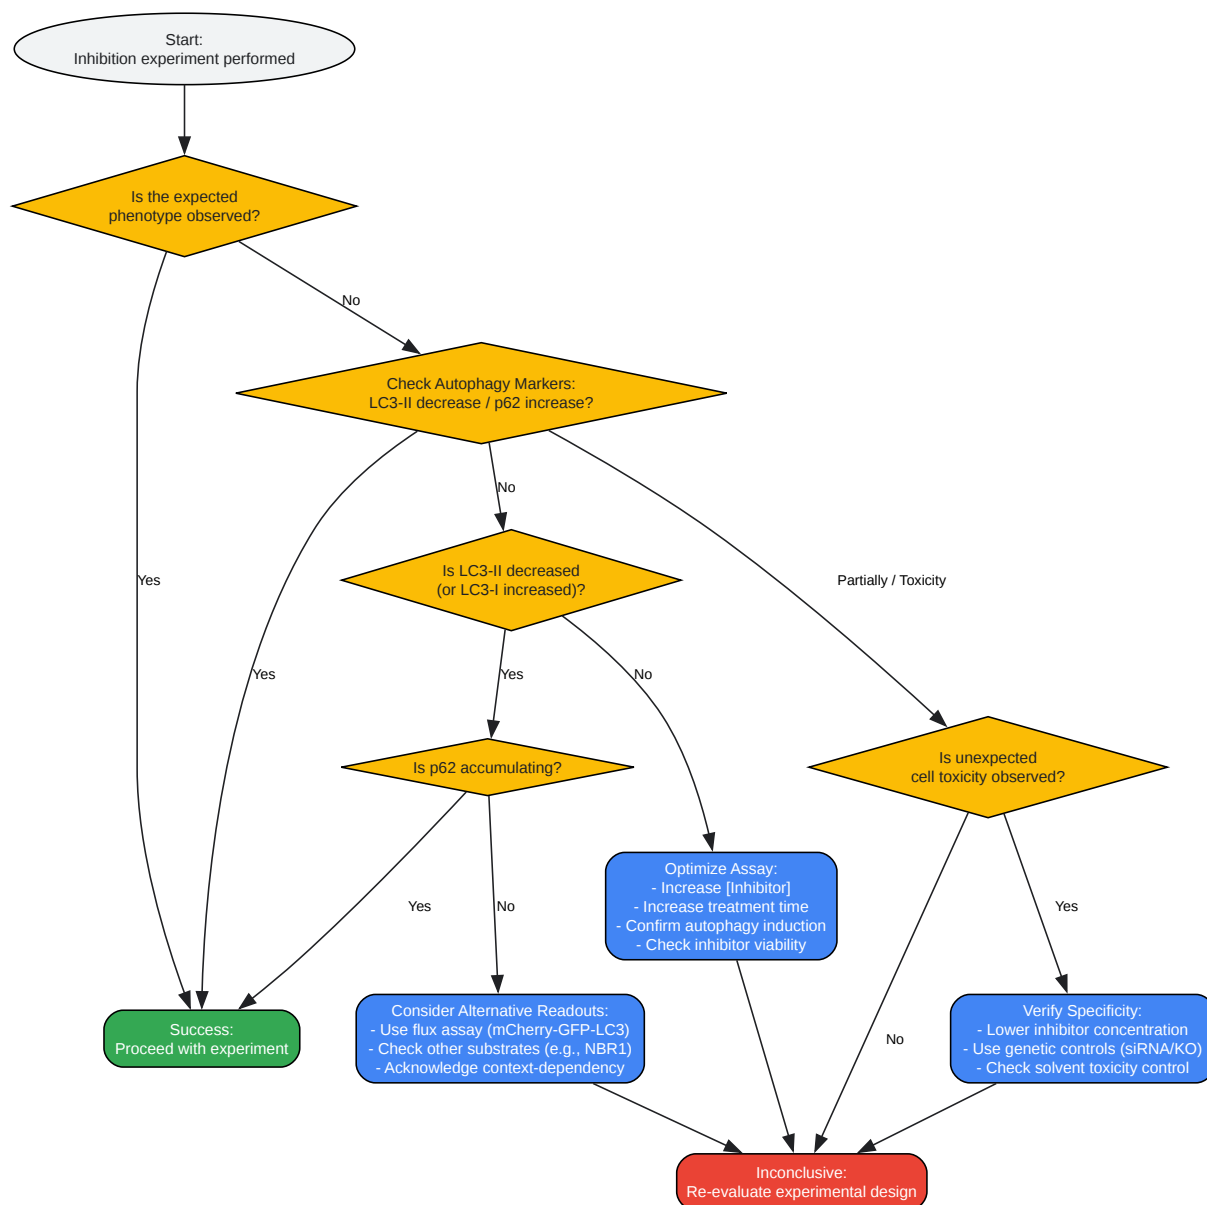 Start:
Inhibition experiment performed
Is the expected
phenotype observed?
No
Check Autophagy Markers:
LC3-II decrease / p62 increase?
No
Is LC3-II decreased
(or LC3-I increased)?
Yes
Partially / Toxicity
Yes
Yes
No
Is unexpected
cell toxicity observed?
Is p62 accumulating?
Optimize Assay:
- Increase [Inhibitor]
- Increase treatment time
- Confirm autophagy induction
- Check inhibitor viability
Yes
No
Yes
Success:
Proceed with experiment
Consider Alternative Readouts:
- Use flux assay (mCherry-GFP-LC3)
- Check other substrates (e.g., NBR1)
- Acknowledge context-dependency
No
Verify Specificity:
- Lower inhibitor concentration
- Use genetic controls (siRNA/KO)
- Check solvent toxicity control
Inconclusive:
Re-evaluate experimental design